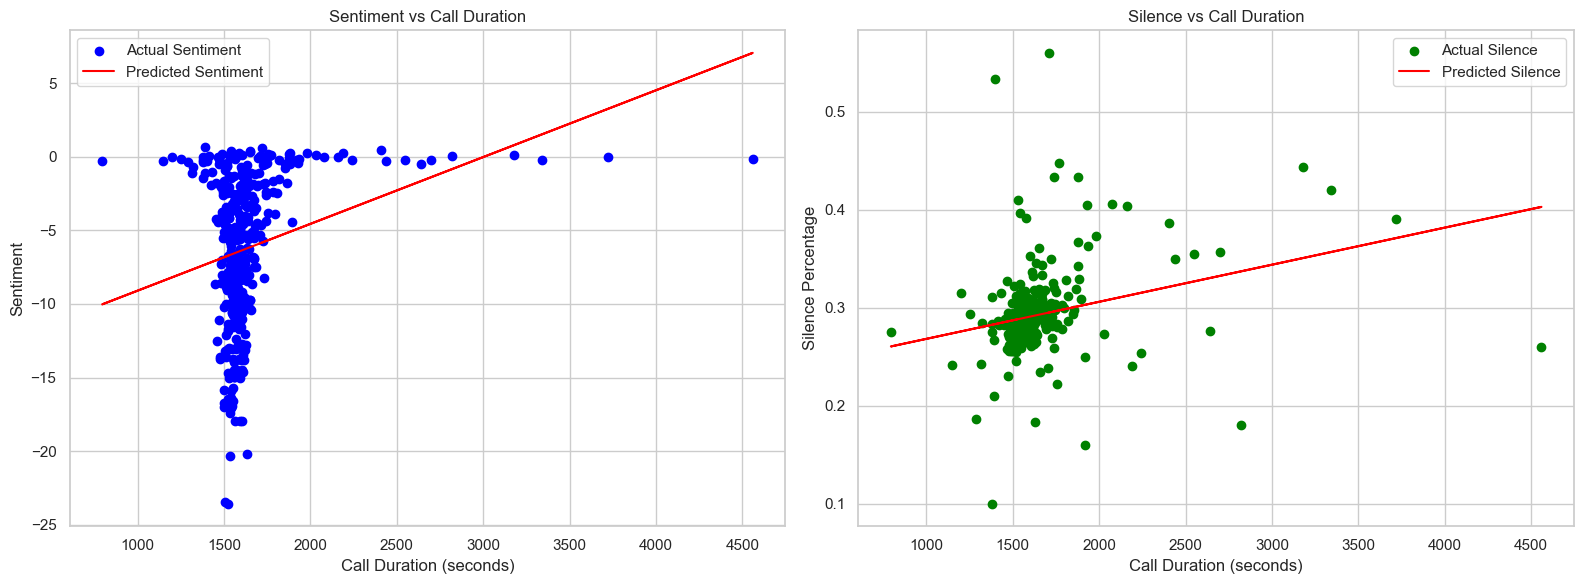 Sentiment vs Call Duration
Actual Sentiment
Predicted Sentiment
Sentiment
5
0
−5
−10
−15
−20
−25
1000 1500 2000 2500 3000 3500 4000 4500
Call Duration (seconds)
Silence vs Call Duration
Actual Silence
Predicted Silence
Silence Percentage
0.5
0.4
0.3
0.2
0.1
1000 1500 2000 2500 3000 3500 4000 4500
Call Duration (seconds)